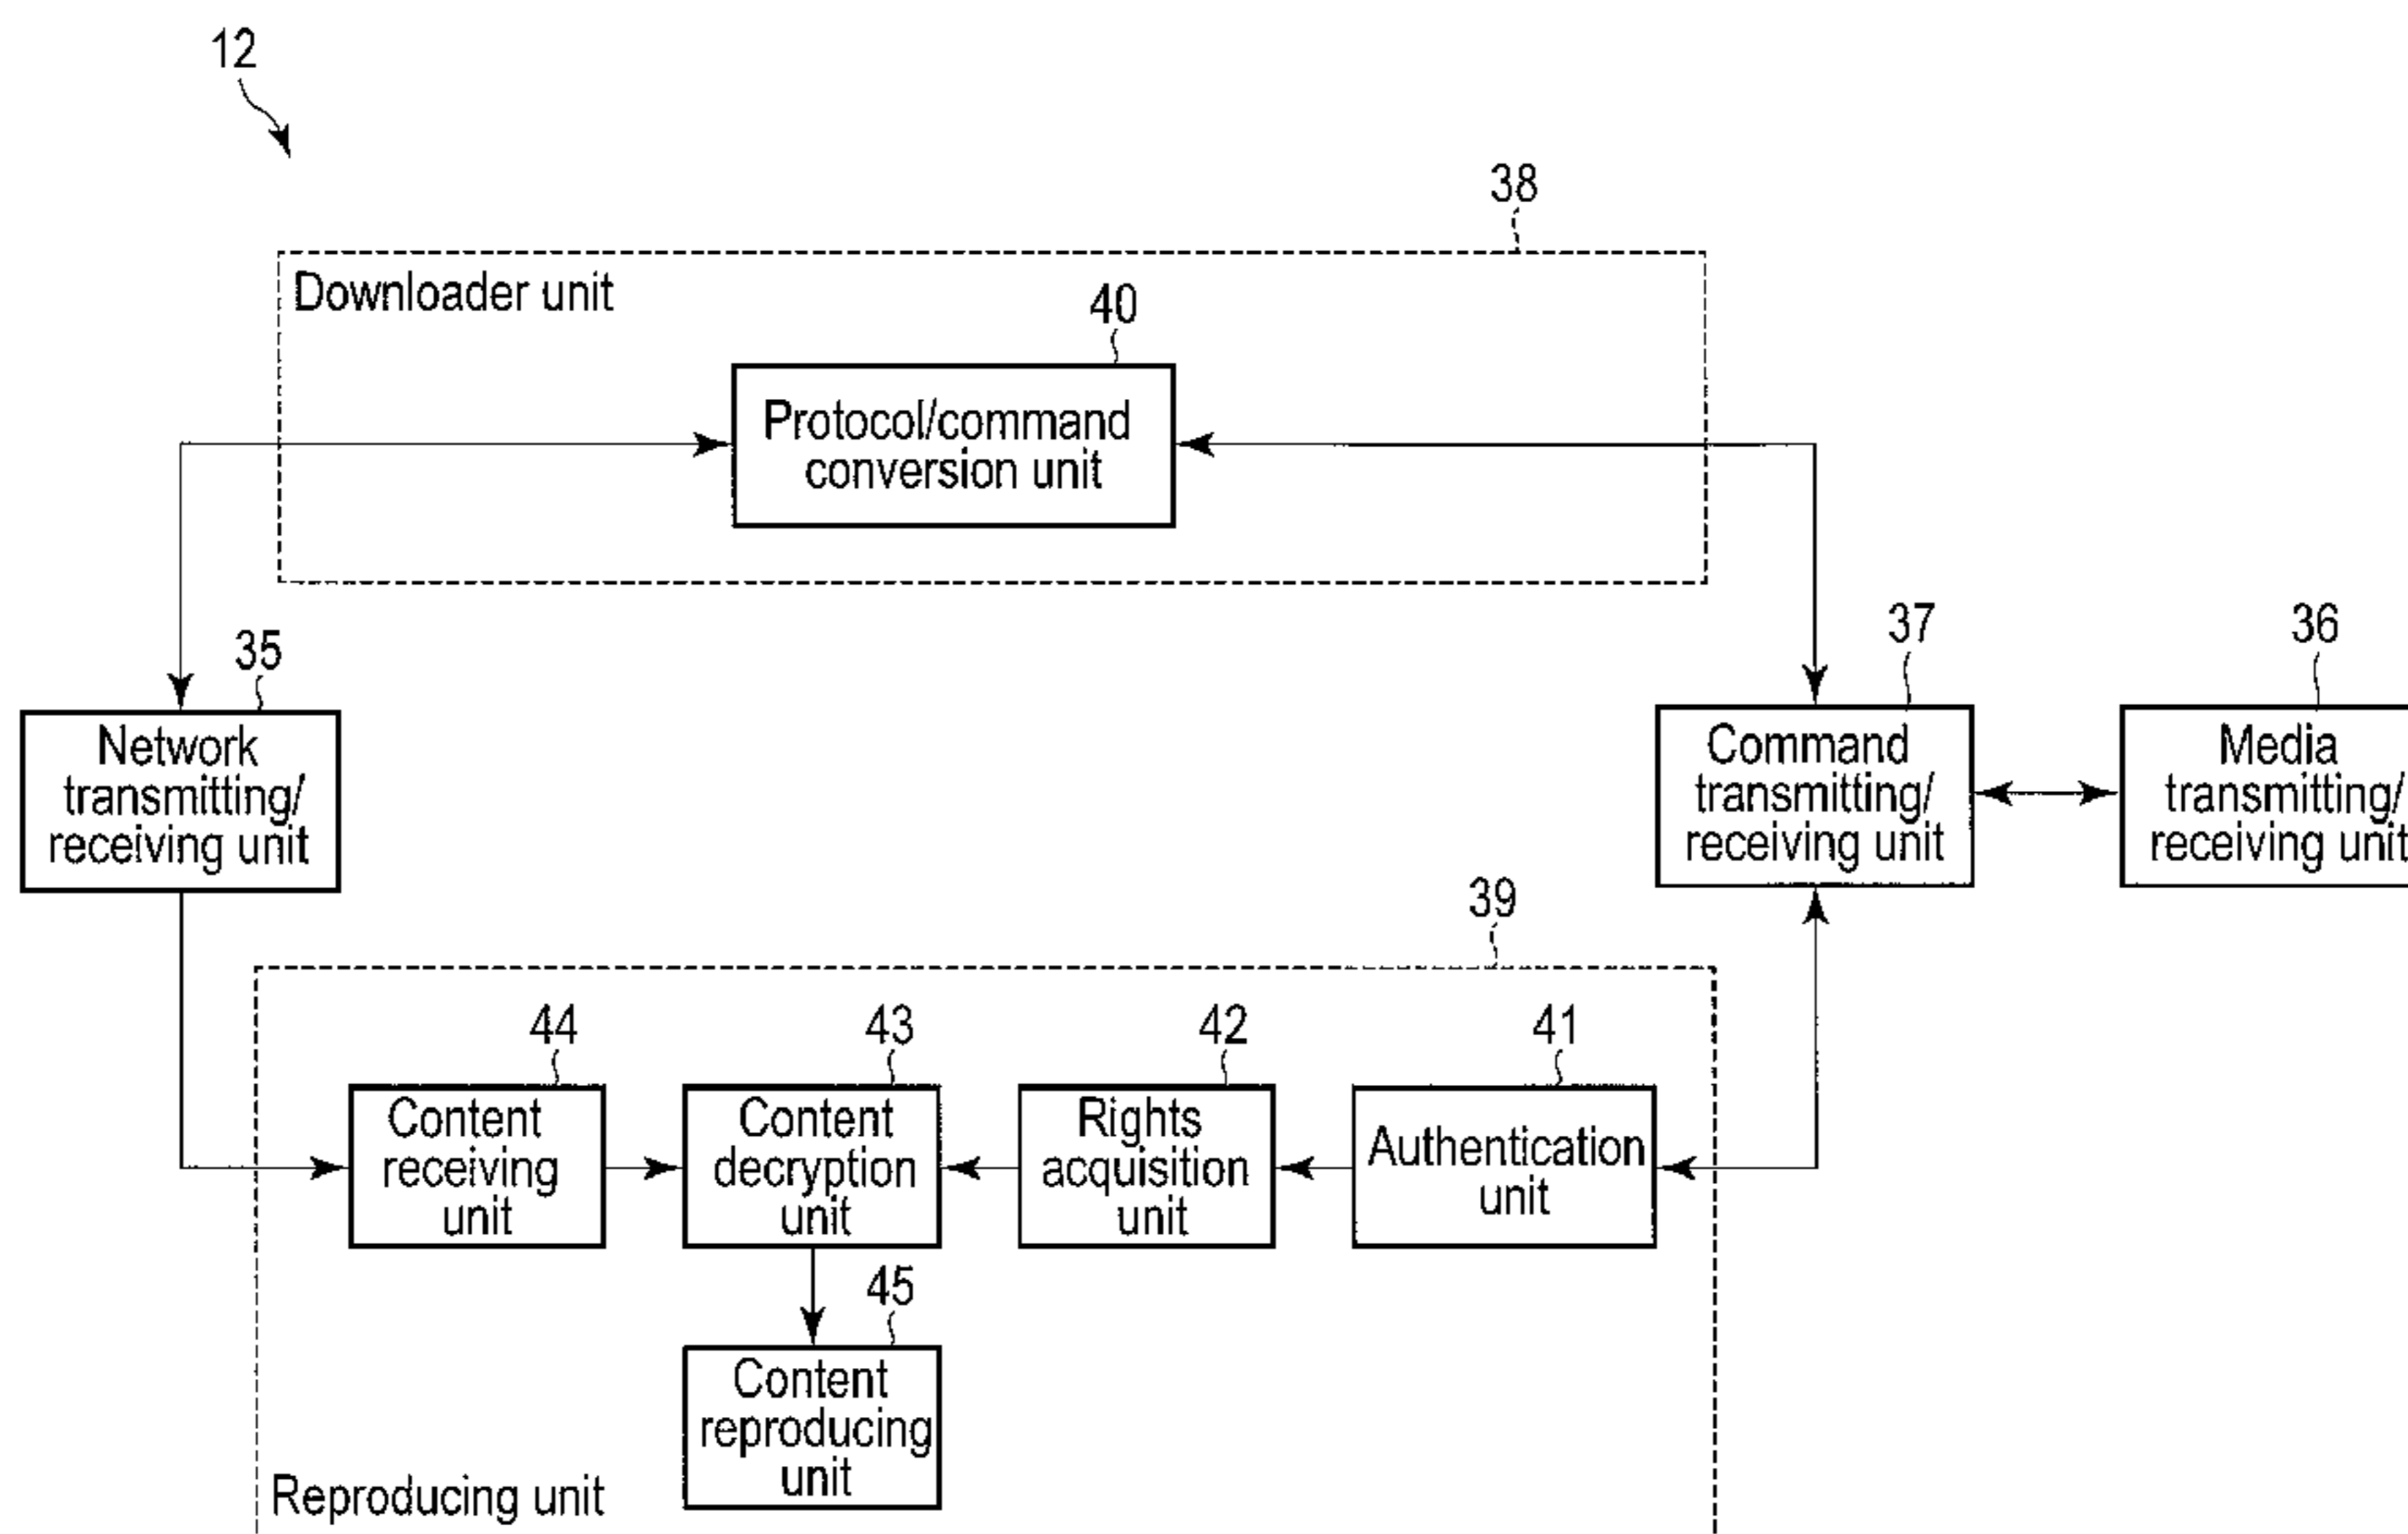 12
38
Downloader unit
40
Protocol/command
conversion unit
35
37
36
Network
transmitting/
receiving unit
Command
transmitting/
receiving unit
Media
transmitting/
receiving unit
39
44
43
42
41
Content
receiving
unit
Content
decryption
unit
Rights
acquisition
unit
Authentication
unit
45
Content
reproducing
unit
Reproducing unit